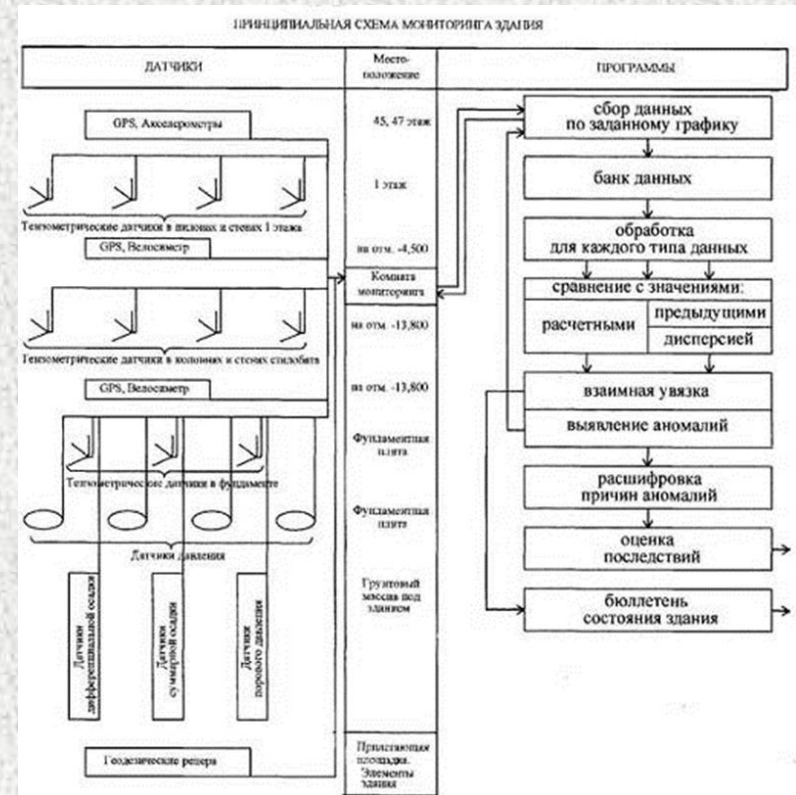 ПРИНЦИПИАЛЬНАЯ СХЕМА МОНИТОРИНГА ЗДАНИЯ
ДАТЧИКИ
Место-
положение
ПРОГРАММЫ
GPS, Акселерометры
45, 47 этаж
Тензометрические датчики в пилонах и стенах 1 этажа
1 этаж
GPS, Велосиметр
на отм. -4,500
Комната
мониторинга
Тензометрические датчики в колоннах и стенах стилобата
на отм. -13,800
GPS, Велосиметр
на отм. -13,800
Тензометрические датчики в фундаменте
Фундаментная
плита
Датчики давления
Фундаментная
плита
Датчики
дифференциальной осадки
Датчики
суммарной осадки
Датчики
порового давления
Грунтовый
массив под
зданием
Геодезические репера
Прилегающая
площадка.
Элементы
здания
сбор данных
по заданному графику
банк данных
обработка
для каждого типа данных
сравнение с значениями:
расчетными
предыдущими
дисперсией
взаимная увязка
выявление аномалий
расшифровка
причин аномалий
оценка
последствий
бюллетень
состояния здания